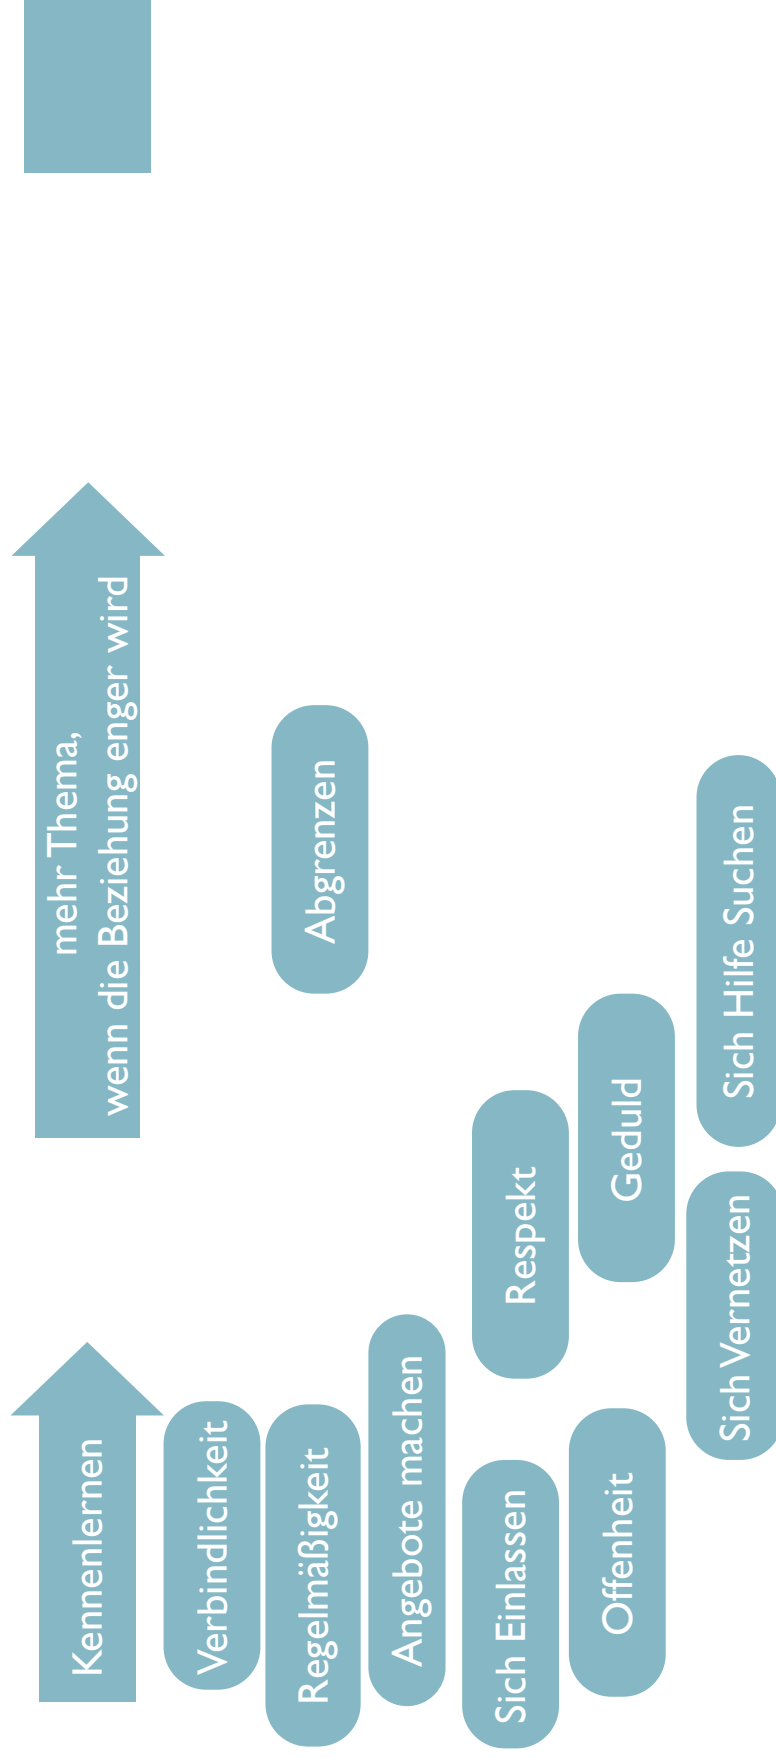 Kennenlernen
mehr Thema,
wenn die Beziehung enger wird
Verbindlichkeit
Regelmäßigkeit
Abgrenzen
Angebote machen
Sich Einlassen
Respekt
Offenheit
Geduld
Sich Vernetzen
Sich Hilfe Suchen